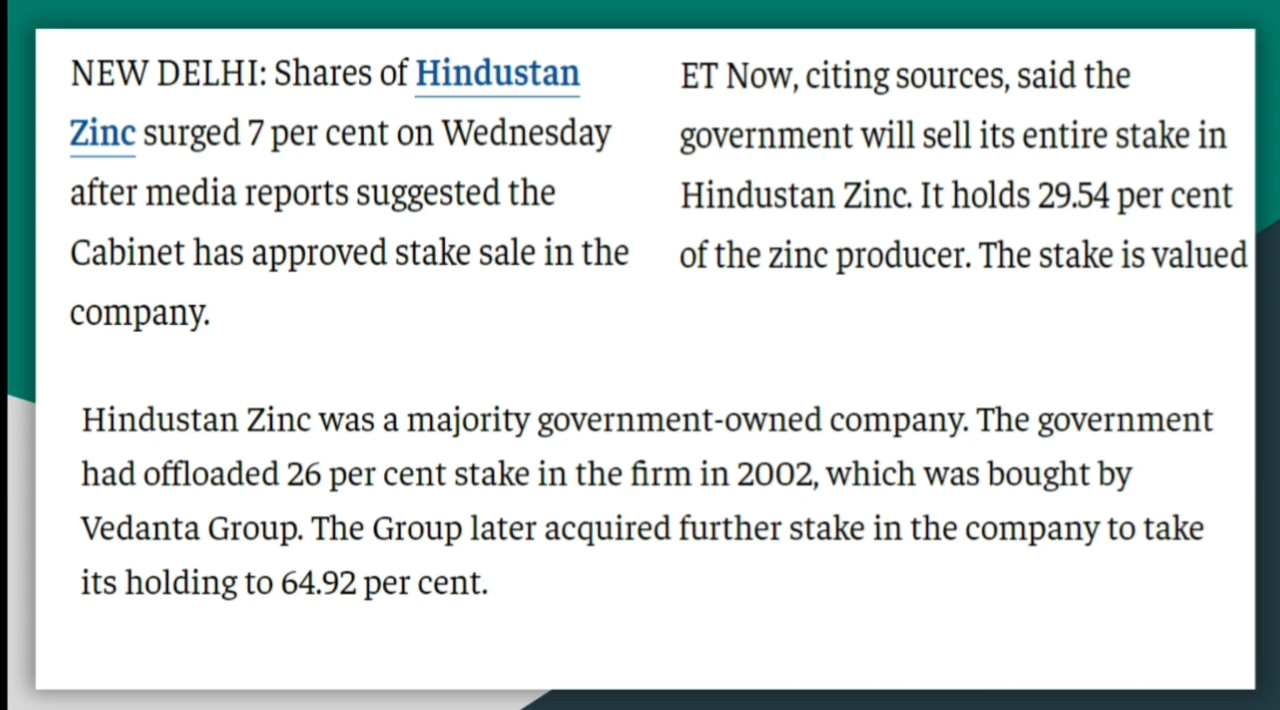 NEW DELHI: Shares of Hindustan
Zinc surged 7 per cent on Wednesday
after media reports suggested the
Cabinet has approved stake sale in the
company.
ET Now, citing sources, said the
government will sell its entire stake in
Hindustan Zinc. It holds 29.54 per cent
of the zinc producer. The stake is valued
Hindustan Zinc was a majority government-owned company. The government
had offloaded 26 per cent stake in the firm in 2002, which was bought by
Vedanta Group. The Group later acquired further stake in the company to take
its holding to 64.92 per cent.